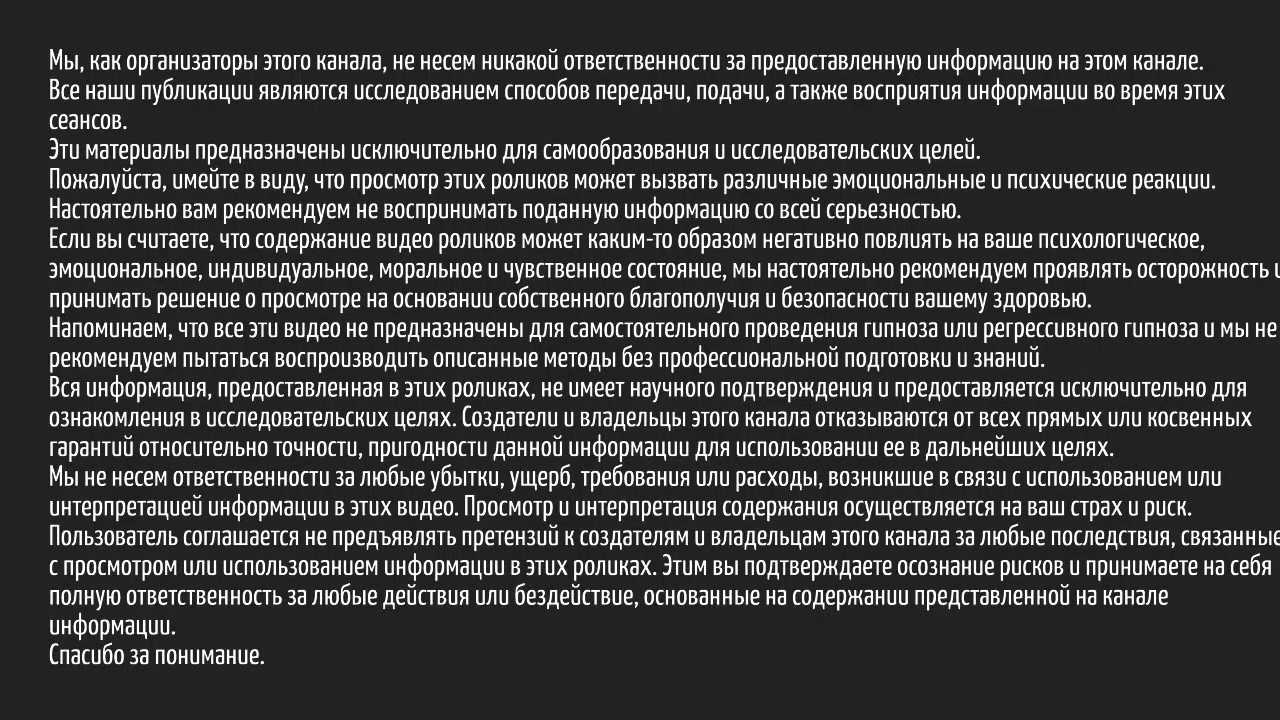 Мы, как организаторы этого канала, не несем никакой ответственности за предоставленную информацию на этом канале.
Все наши публикации являются исследованием способов передачи, подачи, а также восприятия информации во время этих
сеансов.
Эти материалы предназначены исключительно для самообразования и исследовательских целей.
Пожалуйста, имейте в виду, что просмотр этих роликов может вызвать различные эмоциональные и психические реакции.
Настоятельно вам рекомендуем не воспринимать поданную информацию со всей серьезностью.
Если вы считаете, что содержание видео роликов может каким-то образом негативно повлиять на ваше психологическое,
эмоциональное, индивидуальное, моральное и чувственное состояние, мы настоятельно рекомендуем проявлять осторожность и
принимать решение о просмотре на основании собственного благополучия и безопасности вашему здоровью.
Напоминаем, что все эти видео не предназначены для самостоятельного проведения гипноза или регрессивного гипноза и мы не
рекомендуем пытаться воспроизводить описанные методы без профессиональной подготовки и знаний.
Вся информация, предоставленная в этих роликах, не имеет научного подтверждения и предоставляется исключительно для
ознакомления в исследовательских целях. Создатели и владельцы этого канала отказываются от всех прямых или косвенных
гарантий относительно точности, пригодности данной информации для использовании ее в дальнейших целях.
Мы не несем ответственности за любые убытки, ущерб, требования или расходы, возникшие в связи с использованием или
интерпретацией информации в этих видео. Просмотр и интерпретация содержания осуществляется на ваш страх и риск.
Пользователь соглашается не предъявлять претензий к создателям и владельцам этого канала за любые последствия, связанные
с просмотром или использованием информации в этих роликах. Этим вы подтверждаете осознание рисков и принимаете на себя
полную ответственность за любые действия или бездействие, основанные на содержании представленной на канале
информации.
Спасибо за понимание.